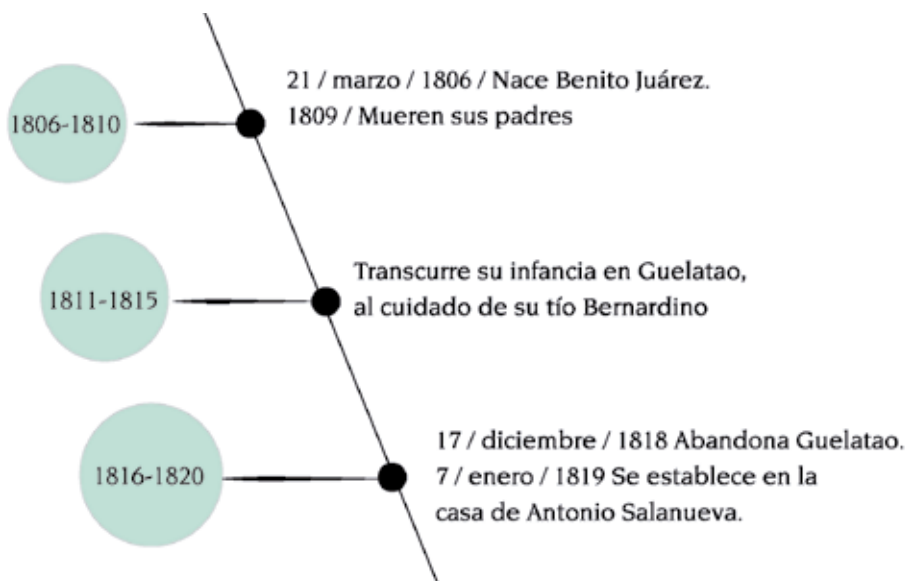 1806-1810
21 / marzo / 1806 / Nace Benito Juárez.
1809 / Mueren sus padres
1811-1815
Transcurre su infancia en Guelatao,
al cuidado de su tío Bernardino
1816-1820
17 / diciembre / 1818 Abandona Guelatao.
7 / enero / 1819 Se establece en la
casa de Antonio Salanueva.